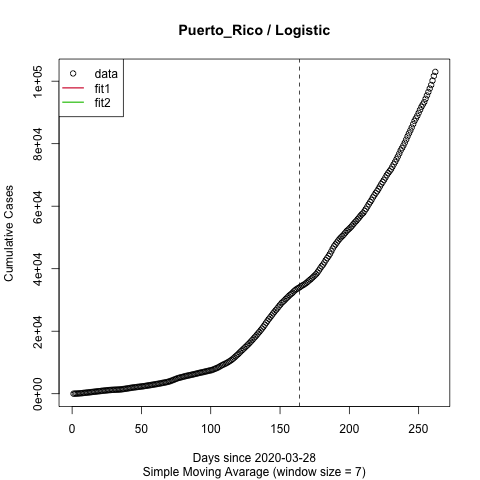 Puerto_Rico / Logistic
data
fit1
fit2
Cumulative Cases
0e+00
2e+04
4e+04
6e+04
8e+04
1e+05
0
50
100
150
200
250
Days since 2020-03-28
Simple Moving Avarage (window size = 7)